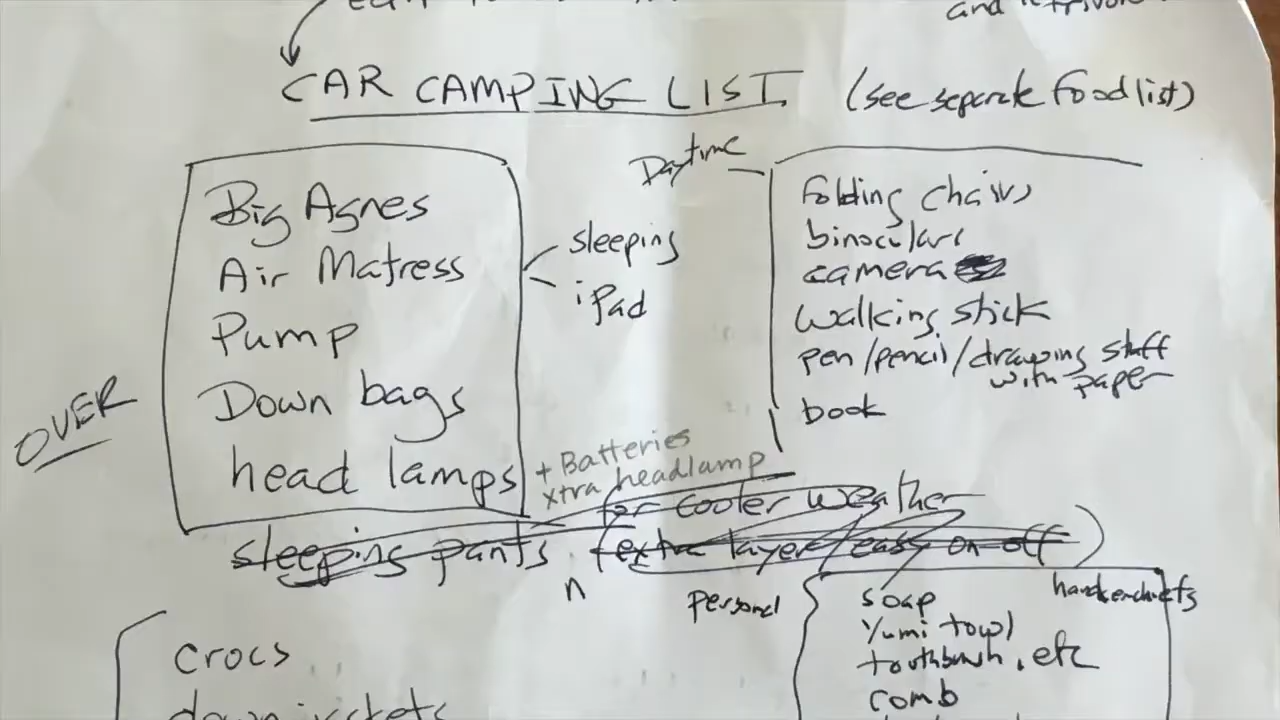 CAR CAMPING LIST (see separate food list)
Daytime
Big Agnes
Air Matress
Pump
Down bags
head lamps
sleeping
iPad
+ Batteries
xtra headlamp
folding chairs
binoculars
camera
walking stick
pen/pencil/drawing stuff
with paper
book
OVER
for cooler weather
sleeping pants (extra layer/easy on-off)
n
personal
soap
handkerchiefs
toothbrush, etc
comb
crocs
down jackets